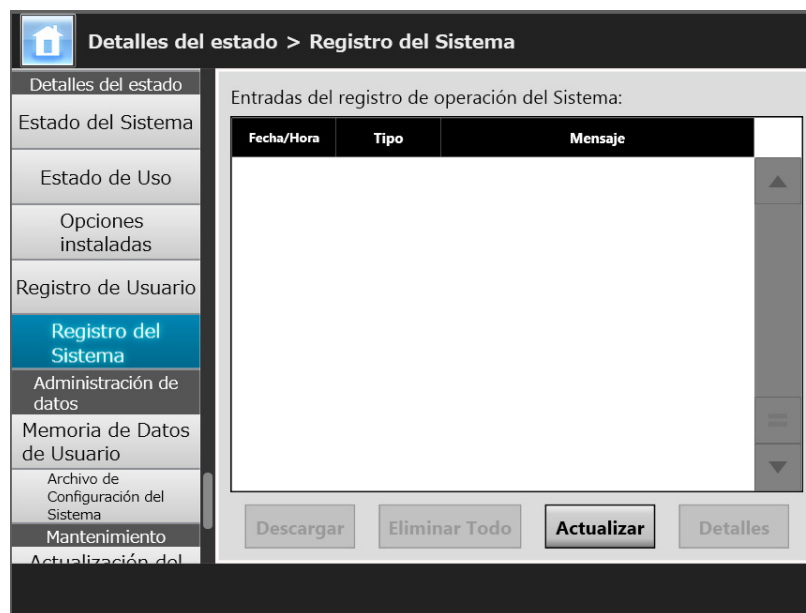 Detalles del estado > Registro del Sistema
Detalles del estado
Estado del Sistema
Estado de Uso
Opciones
instaladas
Registro de Usuario
Registro del
Sistema
Administración de
datos
Memoria de Datos
de Usuario
Archivo de
Configuración del
Sistema
Mantenimiento
Actualización del
Entradas del registro de operación del Sistema:
Fecha/Hora Tipo Mensaje
Descargar Eliminar Todo Actualizar Detalles